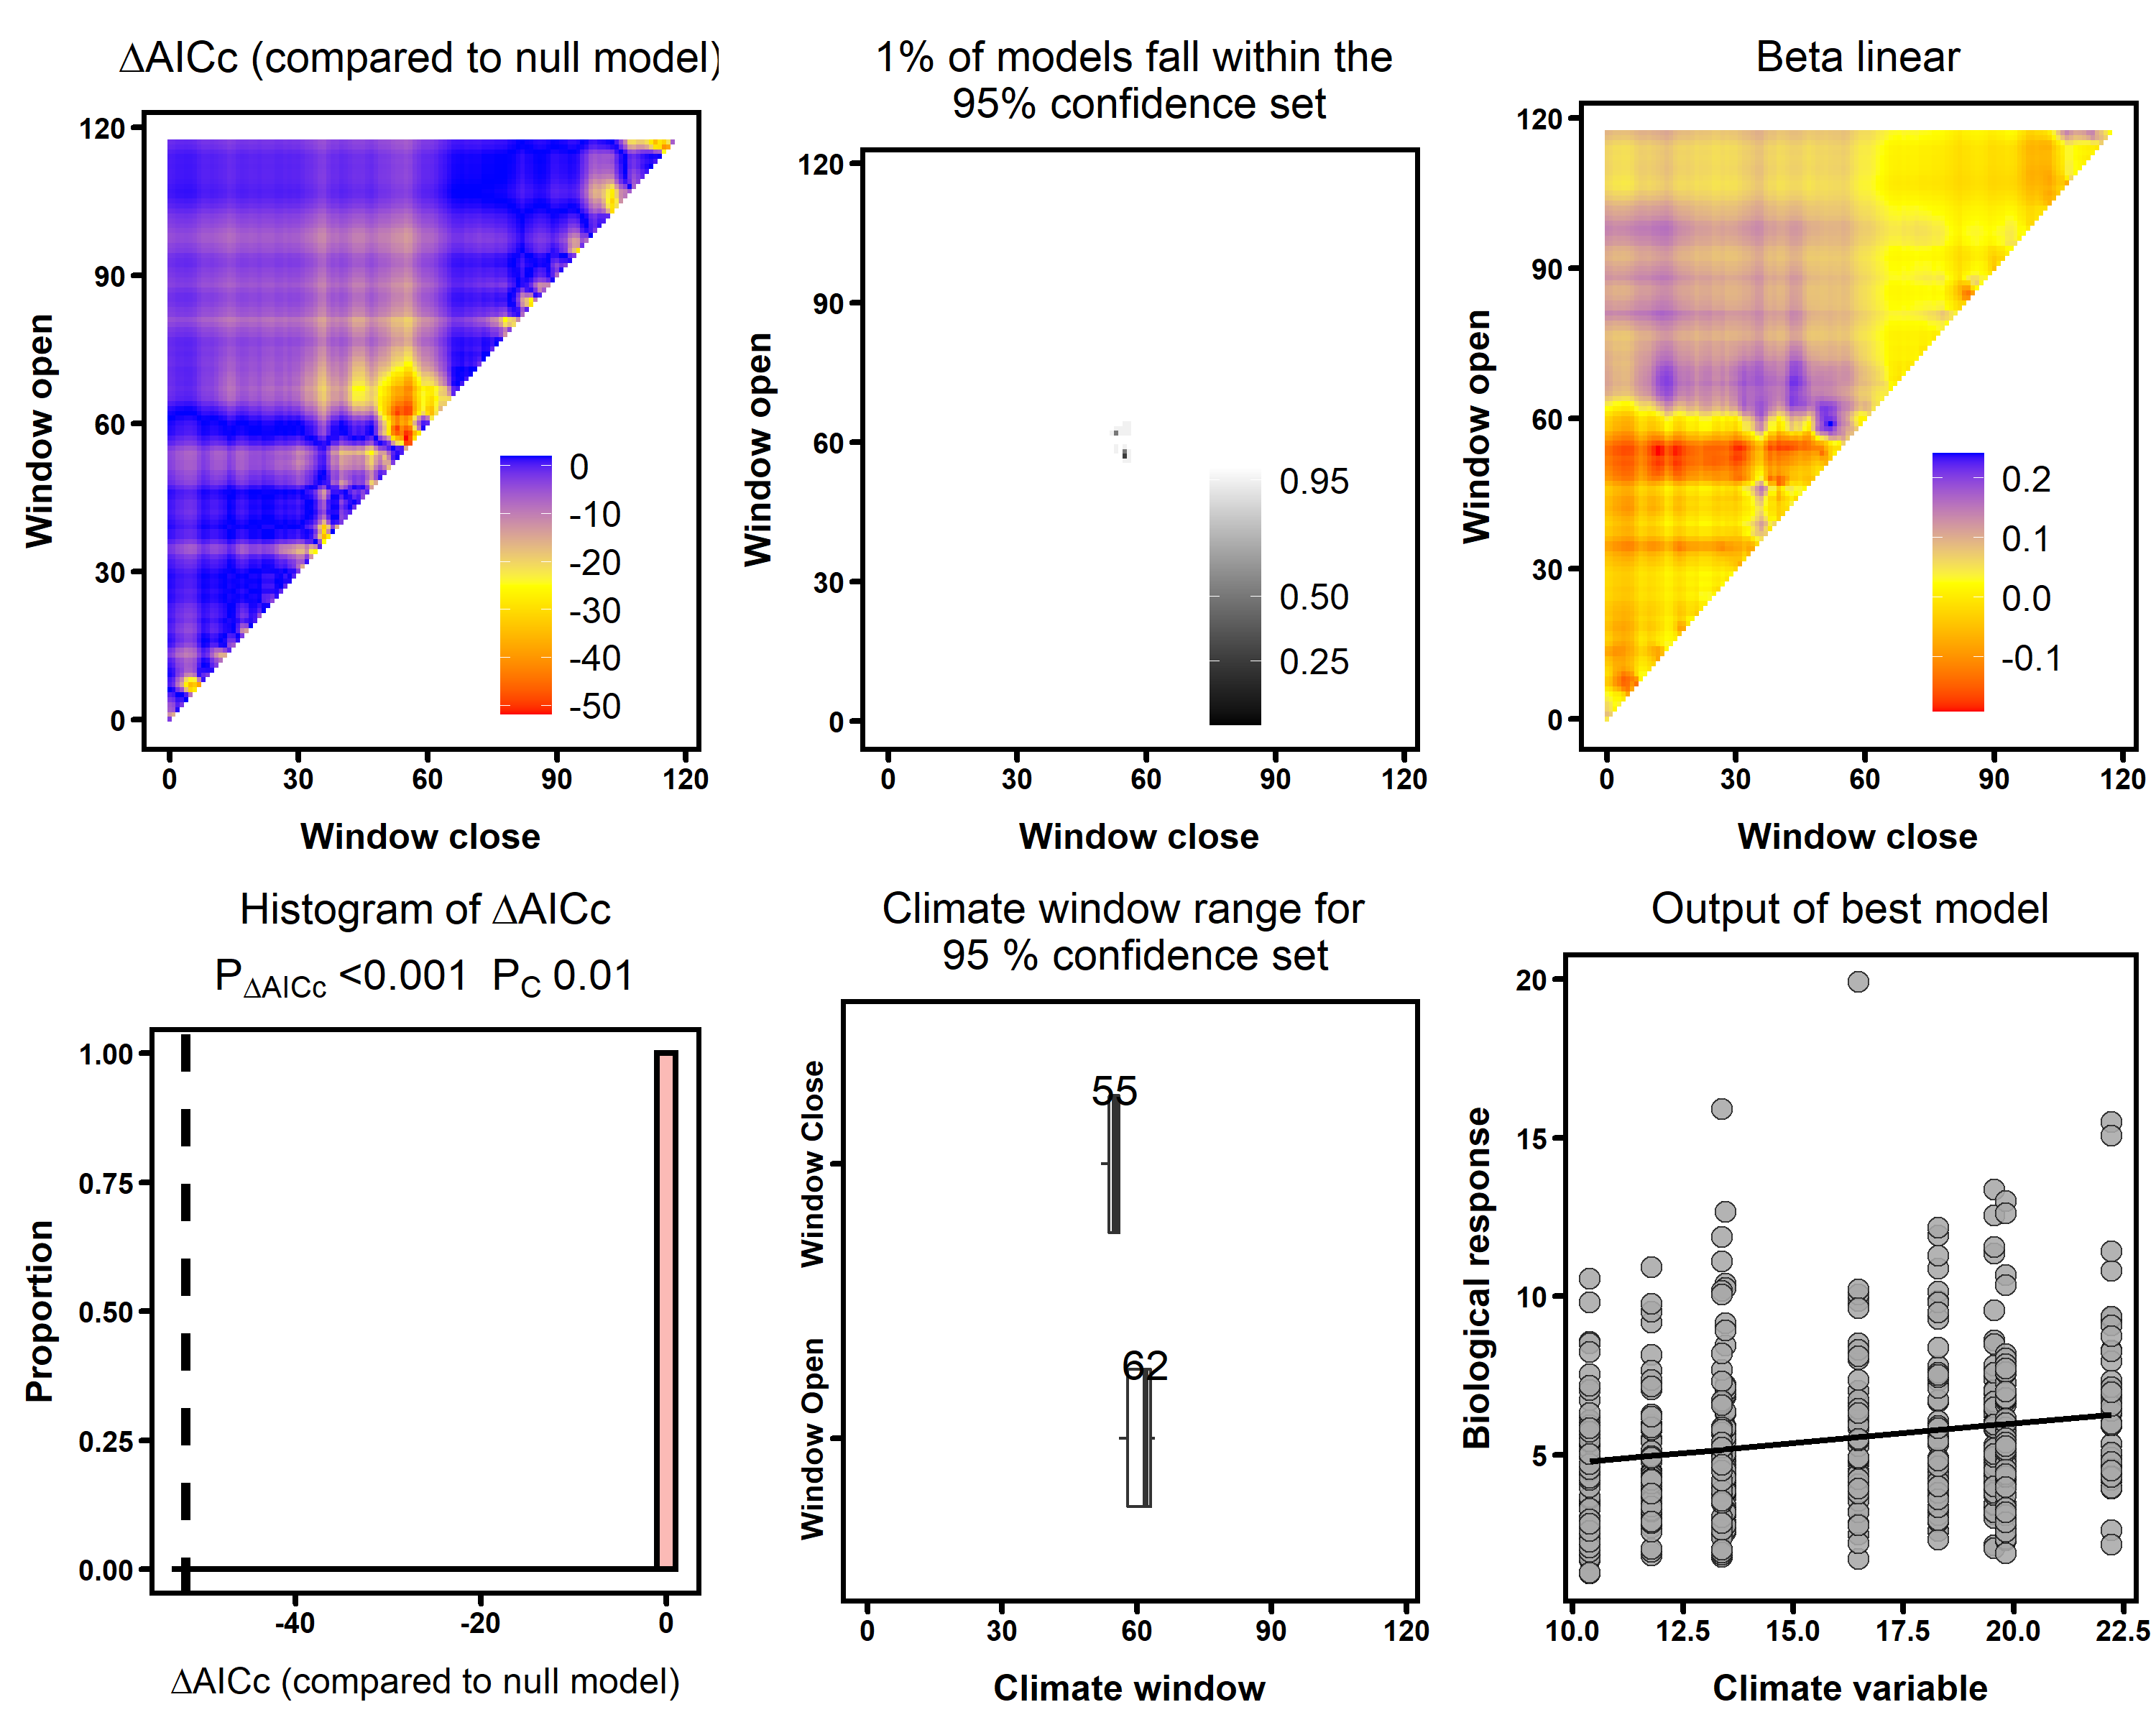 ΔAICc (compared to null model)
120
90
60
30
0
Window open
0
-10
-20
-30
-40
-50
0 30 60 90 120
Window close
1% of models fall within the
95% confidence set
120
90
60
30
0
Window open
0.95
0.50
0.25
0 30 60 90 120
Window close
Beta linear
120
90
60
30
0
Window open
0.2
0.1
0.0
-0.1
0 30 60 90 120
Window close
Histogram of ΔAICc
PΔAICc <0.001 PC 0.01
1.00
0.75
0.50
0.25
0.00
Proportion
-40 -20 0
ΔAICc (compared to null model)
Climate window range for
95 % confidence set
Window Close
55
Window Open
62
0 30 60 90 120
Climate window
Output of best model
20
15
10
5
Biological response
10.0 12.5 15.0 17.5 20.0 22.5
Climate variable